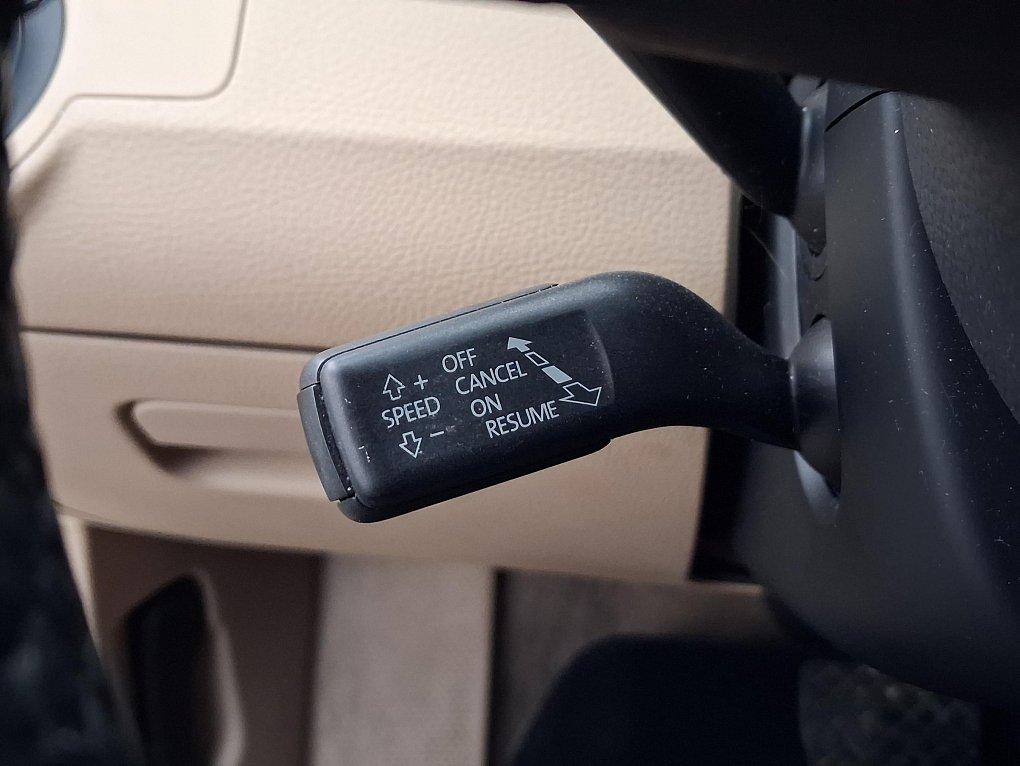 OFF
CANCEL
+
SPEED
ON
−
RESUME